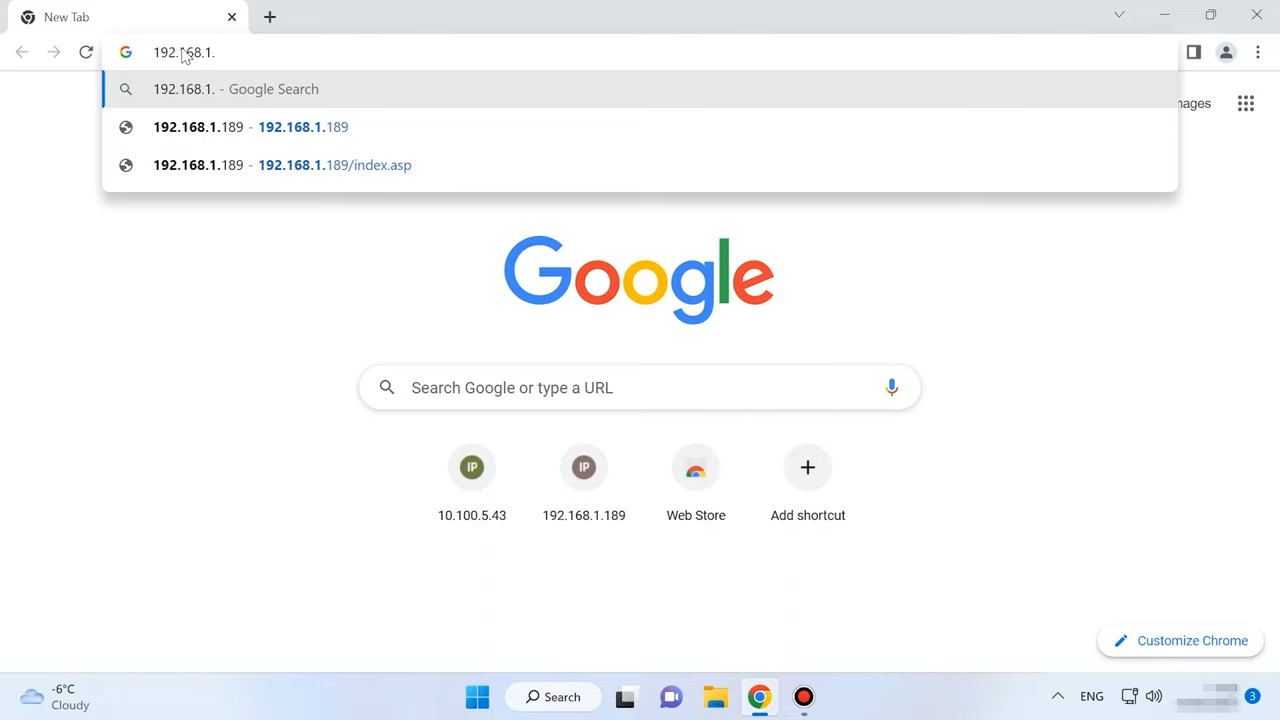 New Tab
192.168.1.
192.168.1. - Google Search
192.168.1.189 - 192.168.1.189
192.168.1.189 - 192.168.1.189/index.asp
Google
Search Google or type a URL
IP
IP
10.100.5.43
192.168.1.189
Web Store
Add shortcut
Customize Chrome
-6°C
Cloudy
Search
ENG
3